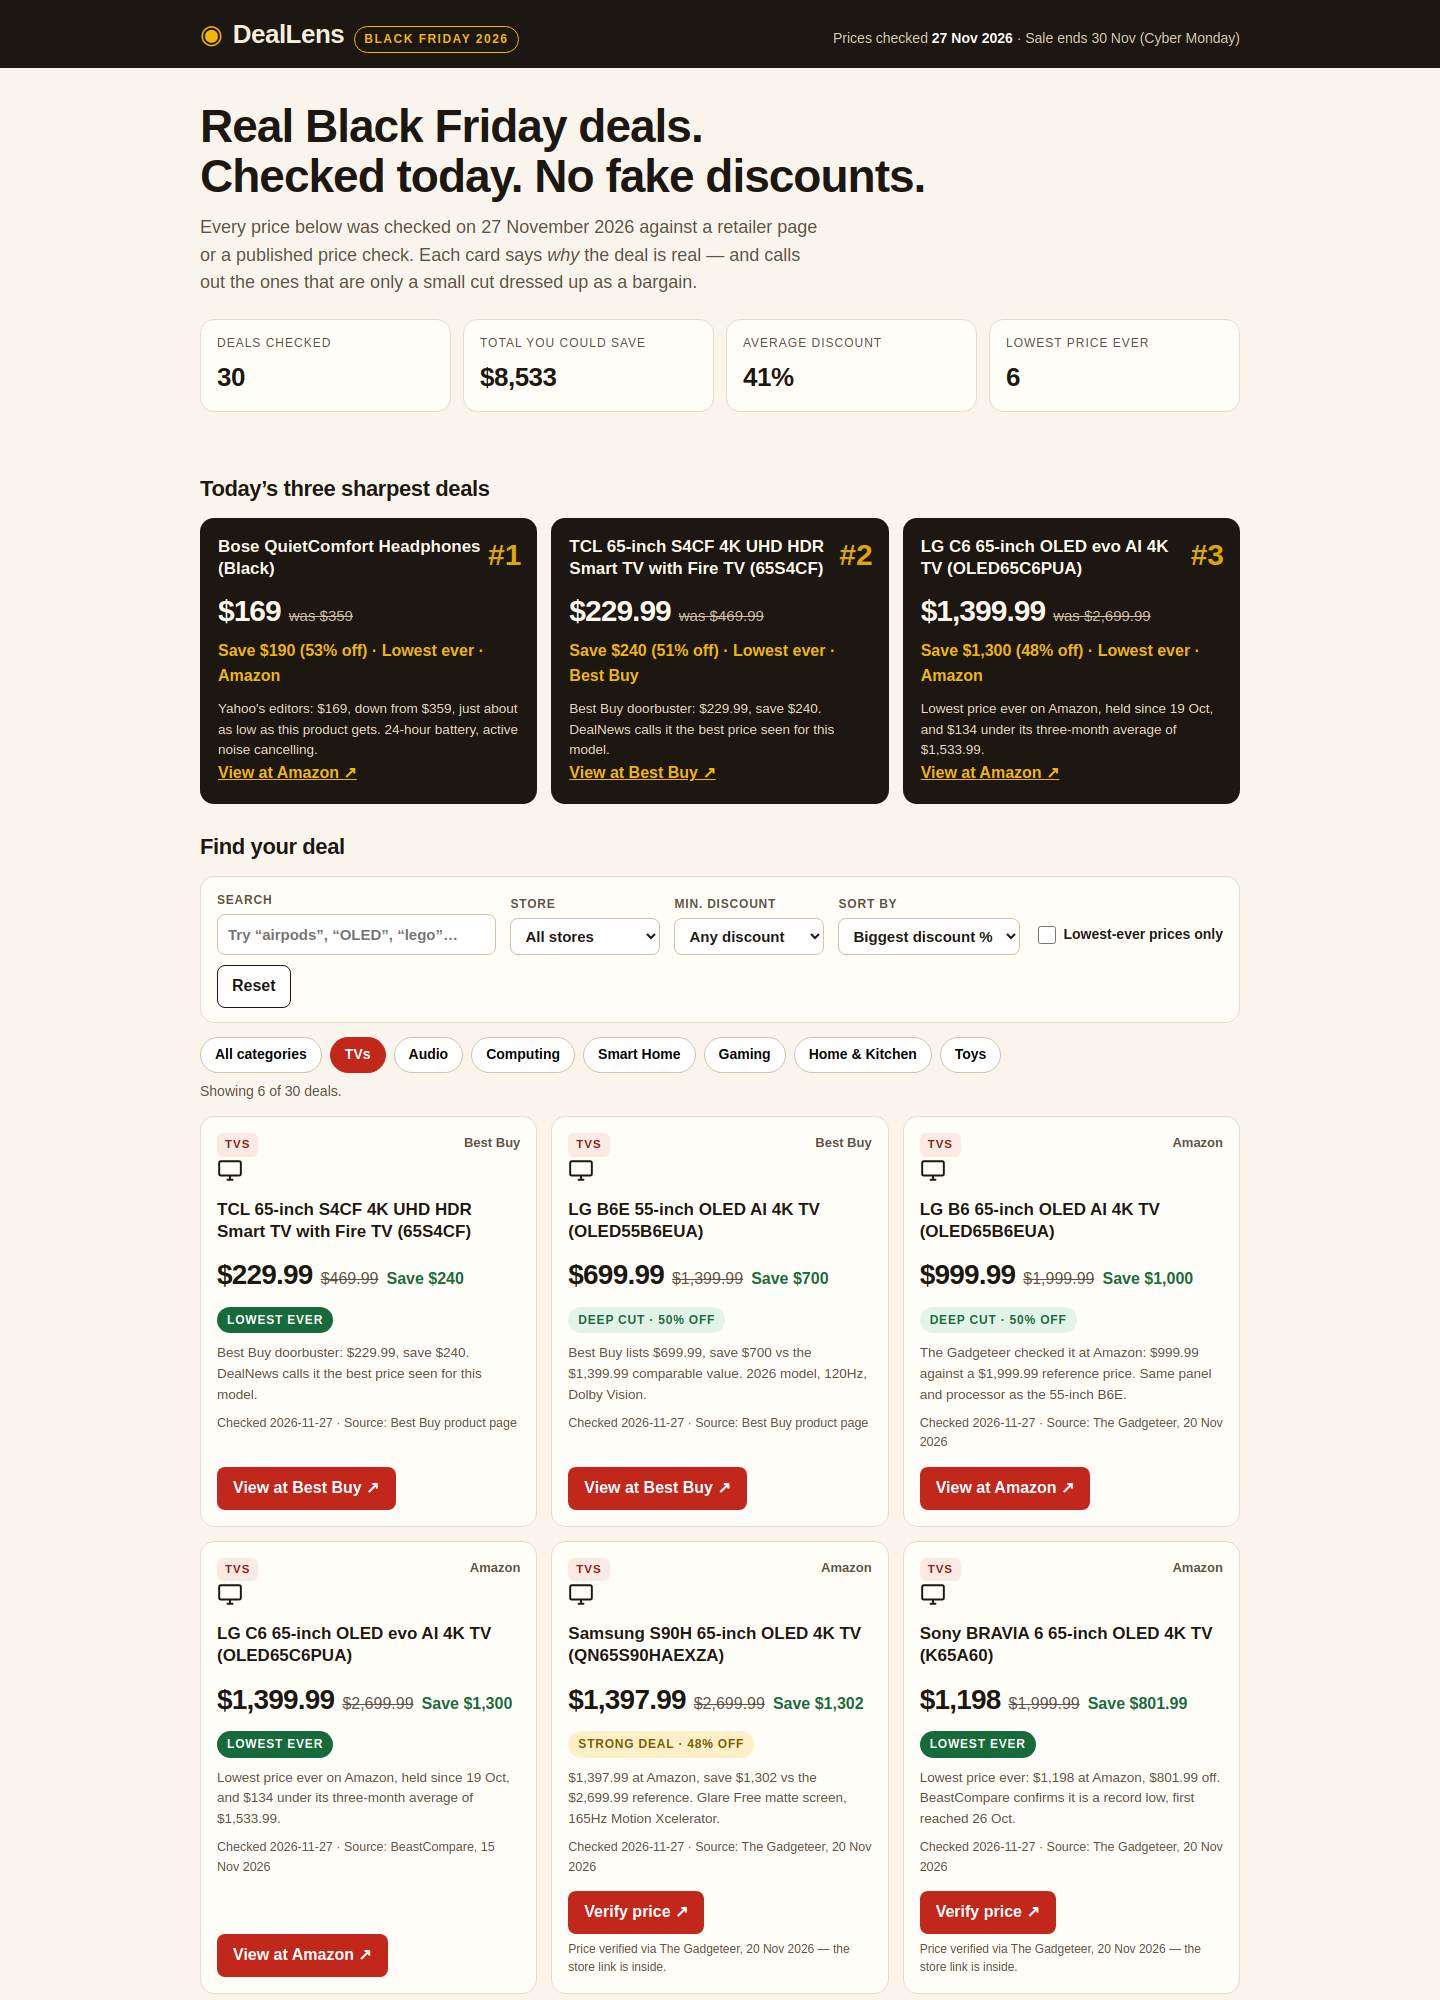 DealLens BLACK FRIDAY 2026
Prices checked 27 Nov 2026 · Sale ends 30 Nov (Cyber Monday)
Real Black Friday deals.
Checked today. No fake discounts.
Every price below was checked on 27 November 2026 against a retailer page
or a published price check. Each card says why the deal is real — and calls
out the ones that are only a small cut dressed up as a bargain.
DEALS CHECKED
30
TOTAL YOU COULD SAVE
$8,533
AVERAGE DISCOUNT
41%
LOWEST PRICE EVER
6
Today’s three sharpest deals
Bose QuietComfort Headphones
(Black)
#1
$169 was $359
Save $190 (53% off) · Lowest ever ·
Amazon
Yahoo's editors: $169, down from $359, just about
as low as this product gets. 24-hour battery, active
noise cancelling.
View at Amazon ↗
TCL 65-inch S4CF 4K UHD HDR
Smart TV with Fire TV (65S4CF)
#2
$229.99 was $469.99
Save $240 (51% off) · Lowest ever ·
Best Buy
Best Buy doorbuster: $229.99, save $240.
DealNews calls it the best price seen for this
model.
View at Best Buy ↗
LG C6 65-inch OLED evo AI 4K
TV (OLED65C6PUA)
#3
$1,399.99 was $2,699.99
Save $1,300 (48% off) · Lowest ever ·
Amazon
Lowest price ever on Amazon, held since 19 Oct,
and $134 under its three-month average of
$1,533.99.
View at Amazon ↗
Find your deal
SEARCH
Try “airpods”, “OLED”, “lego”…
STORE
All stores
MIN. DISCOUNT
Any discount
SORT BY
Biggest discount %
Lowest-ever prices only
Reset
All categories
TVs
Audio
Computing
Smart Home
Gaming
Home & Kitchen
Toys
Showing 6 of 30 deals.
TVS
Best Buy
TCL 65-inch S4CF 4K UHD HDR
Smart TV with Fire TV (65S4CF)
$229.99 $469.99 Save $240
LOWEST EVER
Best Buy doorbuster: $229.99, save $240.
DealNews calls it the best price seen for this
model.
Checked 2026-11-27 · Source: Best Buy product page
View at Best Buy ↗
TVS
Best Buy
LG B6E 55-inch OLED AI 4K TV
(OLED55B6EUA)
$699.99 $1,399.99 Save $700
DEEP CUT · 50% OFF
Best Buy lists $699.99, save $700 vs the
$1,399.99 comparable value. 2026 model, 120Hz,
Dolby Vision.
Checked 2026-11-27 · Source: Best Buy product page
View at Best Buy ↗
TVS
Amazon
LG B6 65-inch OLED AI 4K TV
(OLED65B6EUA)
$999.99 $1,999.99 Save $1,000
DEEP CUT · 50% OFF
The Gadgeteer checked it at Amazon: $999.99
against a $1,999.99 reference price. Same panel
and processor as the 55-inch B6E.
Checked 2026-11-27 · Source: The Gadgeteer, 20 Nov
2026
View at Amazon ↗
TVS
Amazon
LG C6 65-inch OLED evo AI 4K TV
(OLED65C6PUA)
$1,399.99 $2,699.99 Save $1,300
LOWEST EVER
Lowest price ever on Amazon, held since 19 Oct,
and $134 under its three-month average of
$1,533.99.
Checked 2026-11-27 · Source: BeastCompare, 15
Nov 2026
View at Amazon ↗
TVS
Amazon
Samsung S90H 65-inch OLED 4K TV
(QN65S90HAEXZA)
$1,397.99 $2,699.99 Save $1,302
STRONG DEAL · 48% OFF
$1,397.99 at Amazon, save $1,302 vs the
$2,699.99 reference. Glare Free matte screen,
165Hz Motion Xcelerator.
Checked 2026-11-27 · Source: The Gadgeteer, 20 Nov
2026
Verify price ↗
Price verified via The Gadgeteer, 20 Nov 2026 — the
store link is inside.
TVS
Amazon
Sony BRAVIA 6 65-inch OLED 4K TV
(K65A60)
$1,198 $1,999.99 Save $801.99
LOWEST EVER
Lowest price ever: $1,198 at Amazon, $801.99 off.
BeastCompare confirms it is a record low, first
reached 26 Oct.
Checked 2026-11-27 · Source: The Gadgeteer, 20 Nov
2026
Verify price ↗
Price verified via The Gadgeteer, 20 Nov 2026 — the
store link is inside.